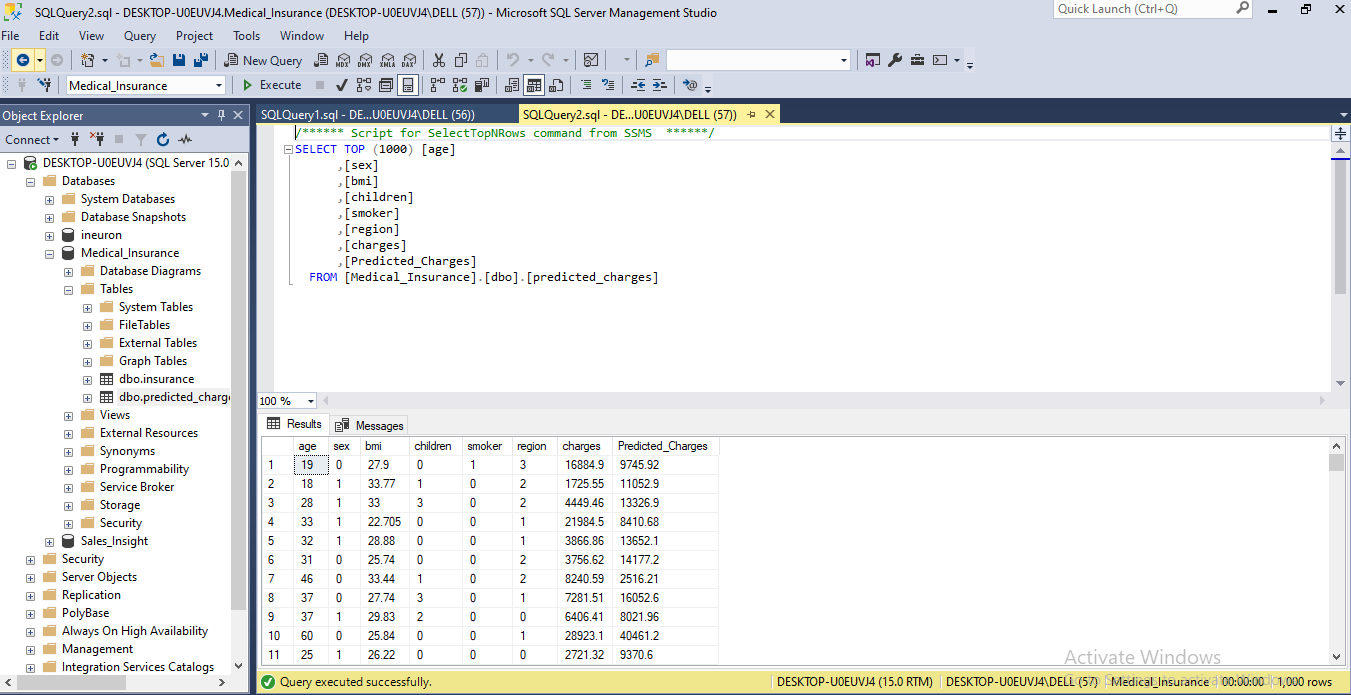 SQLQuery2.sql - DESKTOP-U0EUVJ4.Medical_Insurance (DESKTOP-U0EUVJ4\DELL (57)) - Microsoft SQL Server Management Studio
Quick Launch (Ctrl+Q)
File Edit View Query Project Tools Window Help
New Query MDX DMX XMLA DAX
Medical_Insurance Execute
Object Explorer
Connect
DESKTOP-U0EUVJ4 (SQL Server 15.0
Databases
System Databases
Database Snapshots
ineuron
Medical_Insurance
Database Diagrams
Tables
System Tables
FileTables
External Tables
Graph Tables
dbo.insurance
dbo.predicted_charge
Views
External Resources
Synonyms
Programmability
Service Broker
Storage
Security
Sales_Insight
Security
Server Objects
Replication
PolyBase
Always On High Availability
Management
Integration Services Catalogs
SQLQuery1.sql - DE...U0EUVJ4\DELL (56)) SQLQuery2.sql - DE...U0EUVJ4\DELL (57))
/****** Script for SelectTopNRows command from SSMS ******/
SELECT TOP (1000) [age]
,[sex]
,[bmi]
,[children]
,[smoker]
,[region]
,[charges]
,[Predicted_Charges]
FROM [Medical_Insurance].[dbo].[predicted_charges]
100 %
Results Messages
age sex bmi children smoker region charges Predicted_Charges
1 19 0 27.9 0 1 3 16884.9 9745.92
2 18 1 33.77 1 0 2 1725.55 11052.9
3 28 1 33 3 0 2 4449.46 13326.9
4 33 1 22.705 0 0 1 21984.5 8410.68
5 32 1 28.88 0 0 1 3866.86 13652.1
6 31 0 25.74 0 0 2 3756.62 14177.2
7 46 0 33.44 1 0 2 8240.59 2516.21
8 37 0 27.74 3 0 1 7281.51 16052.6
9 37 1 29.83 2 0 0 6406.41 8021.96
10 60 0 25.84 0 0 1 28923.1 40461.2
11 25 1 26.22 0 0 0 2721.32 9370.6
Activate Windows
Query executed successfully. DESKTOP-U0EUVJ4 (15.0 RTM) DESKTOP-U0EUVJ4\DELL (57) Medical_Insurance 00:00:00 1,000 rows